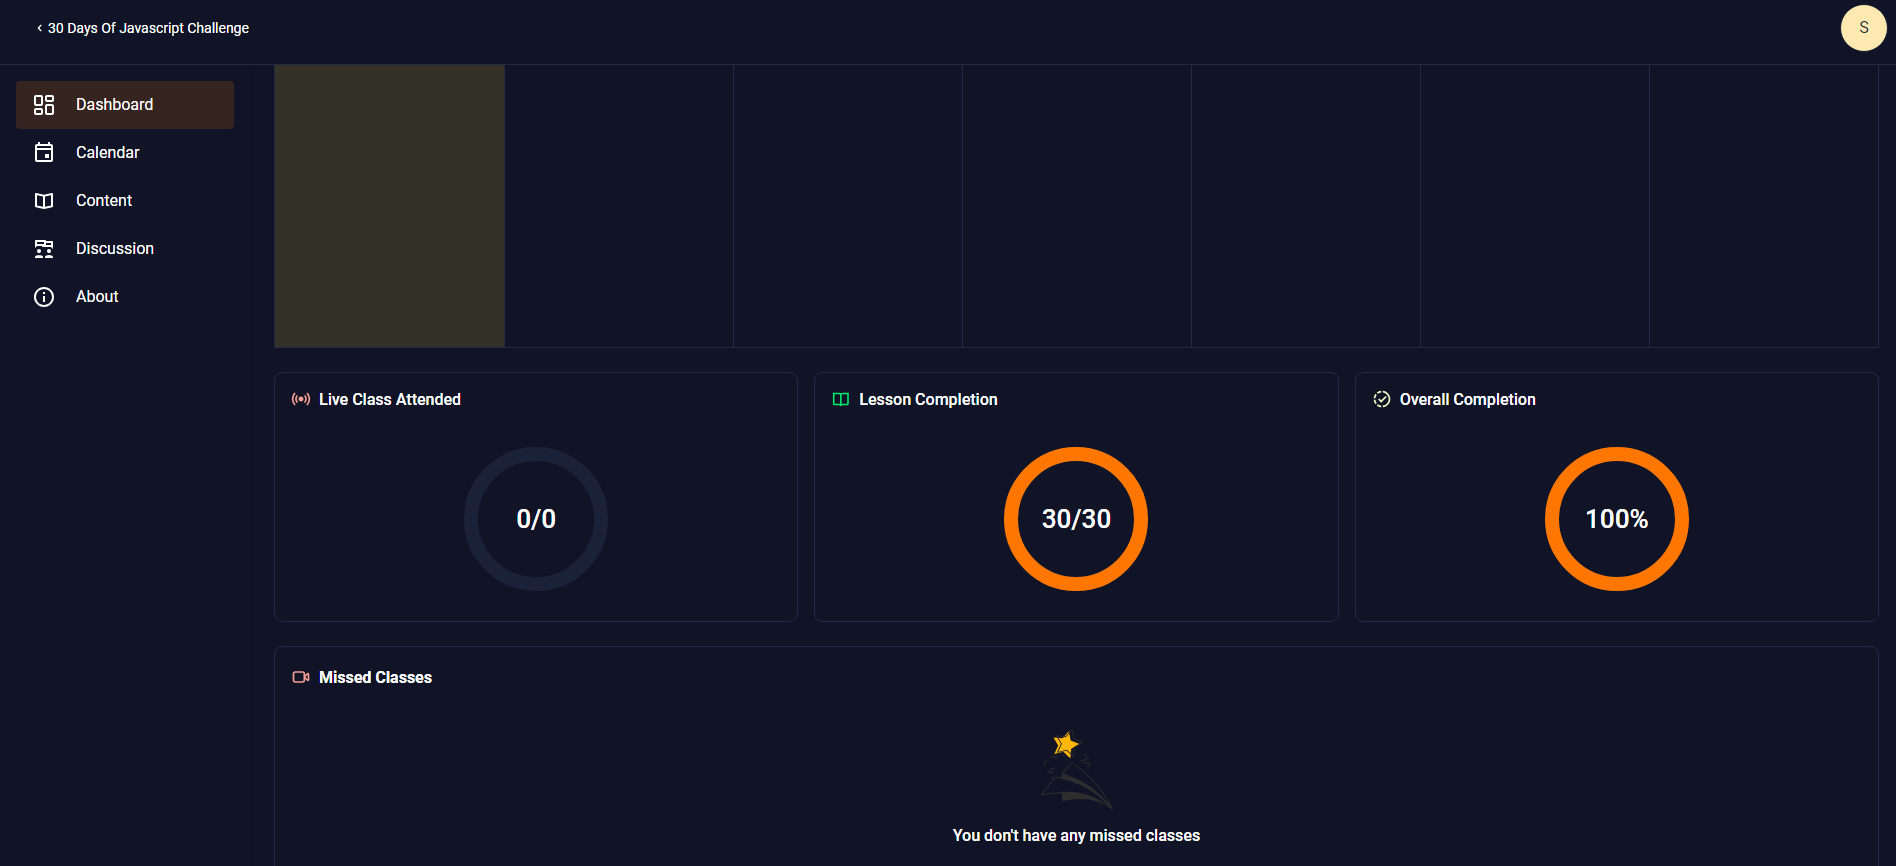 30 Days Of Javascript Challenge
S
Dashboard
Calendar
Content
Discussion
About
Live Class Attended
0/0
Lesson Completion
30/30
Overall Completion
100%
Missed Classes
You don't have any missed classes